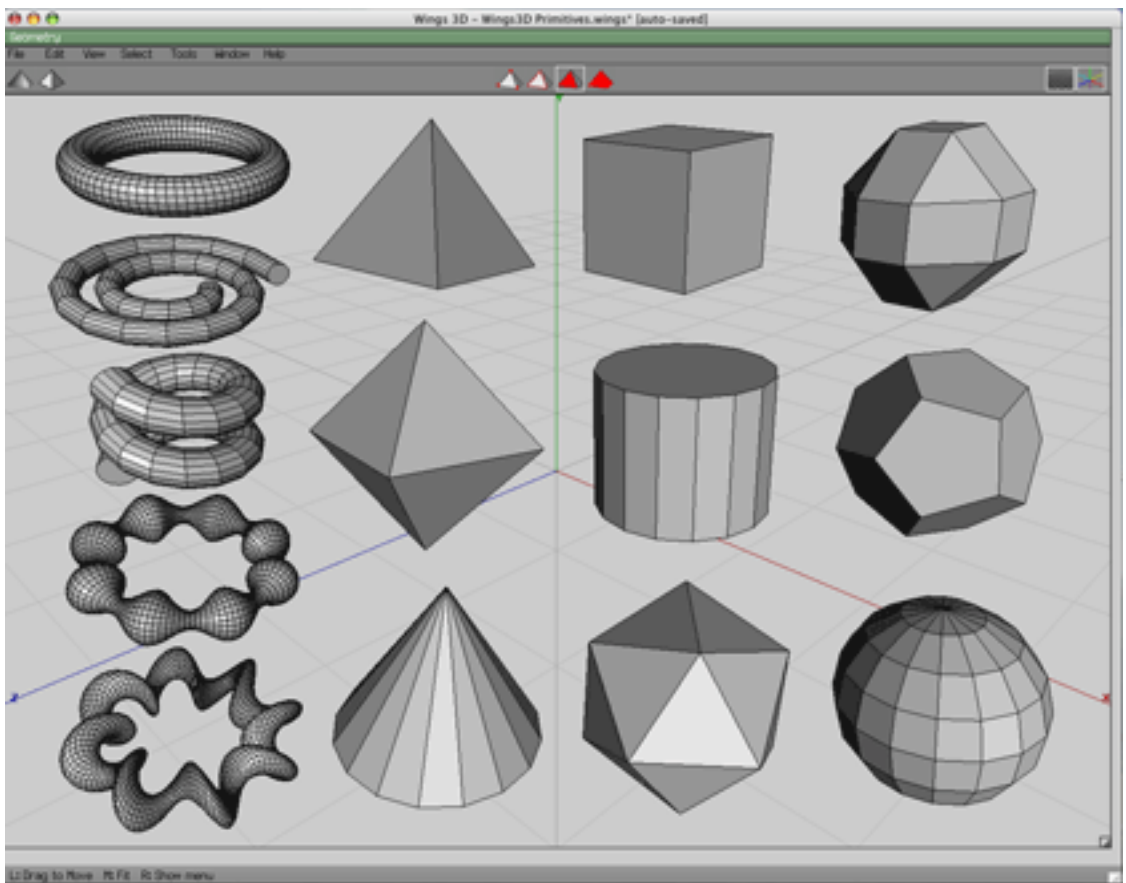 Wings 3D - Wings3D Primitives.wings* [auto-saved]
Geometry
File Edit View Select Tools Window Help
Z
X
L: Drag to Move M: Fit R: Show menu